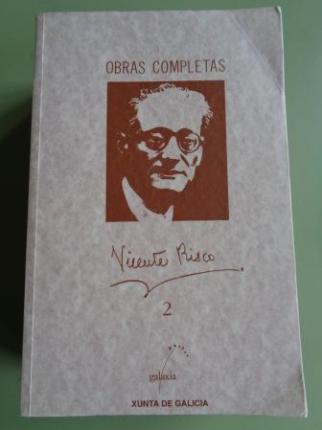 OBRAS COMPLETAS
Vicente Risco
2
galaxia
XUNTA DE GALICIA